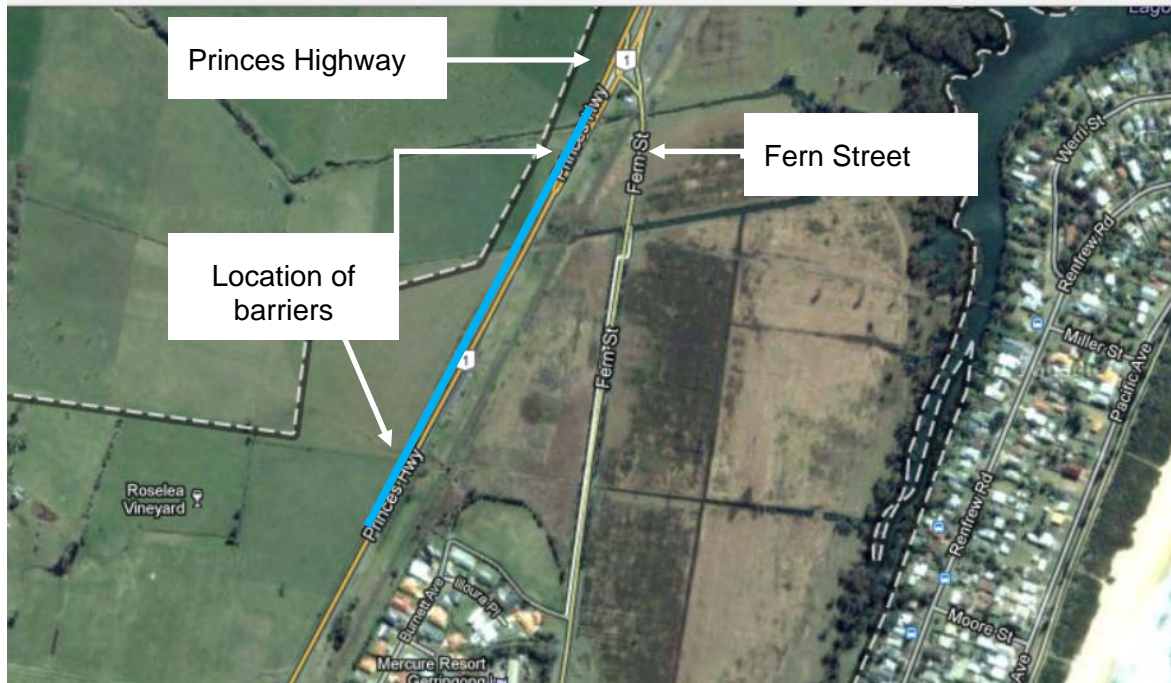 Lago
Princes Highway
1
Princes Hwy
Fern St
Fern Street
Werri St
Renfrew Rd
Location of
barriers
1
Miller St
Pacific Ave
Fern St
Princes Hwy
Roselea
Vineyard
Renfrew Rd
Burnett Ave
Illoura Pl
Moore St
Ave
Mercure Resort
Gerringong